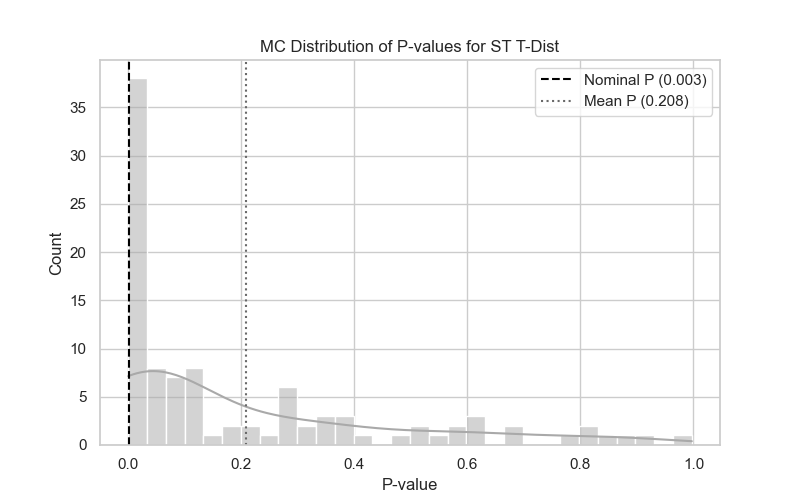 MC Distribution of P-values for ST T-Dist
Nominal P (0.003)
Mean P (0.208)
Count
35
30
25
20
15
10
5
0
0.0 0.2 0.4 0.6 0.8 1.0
P-value